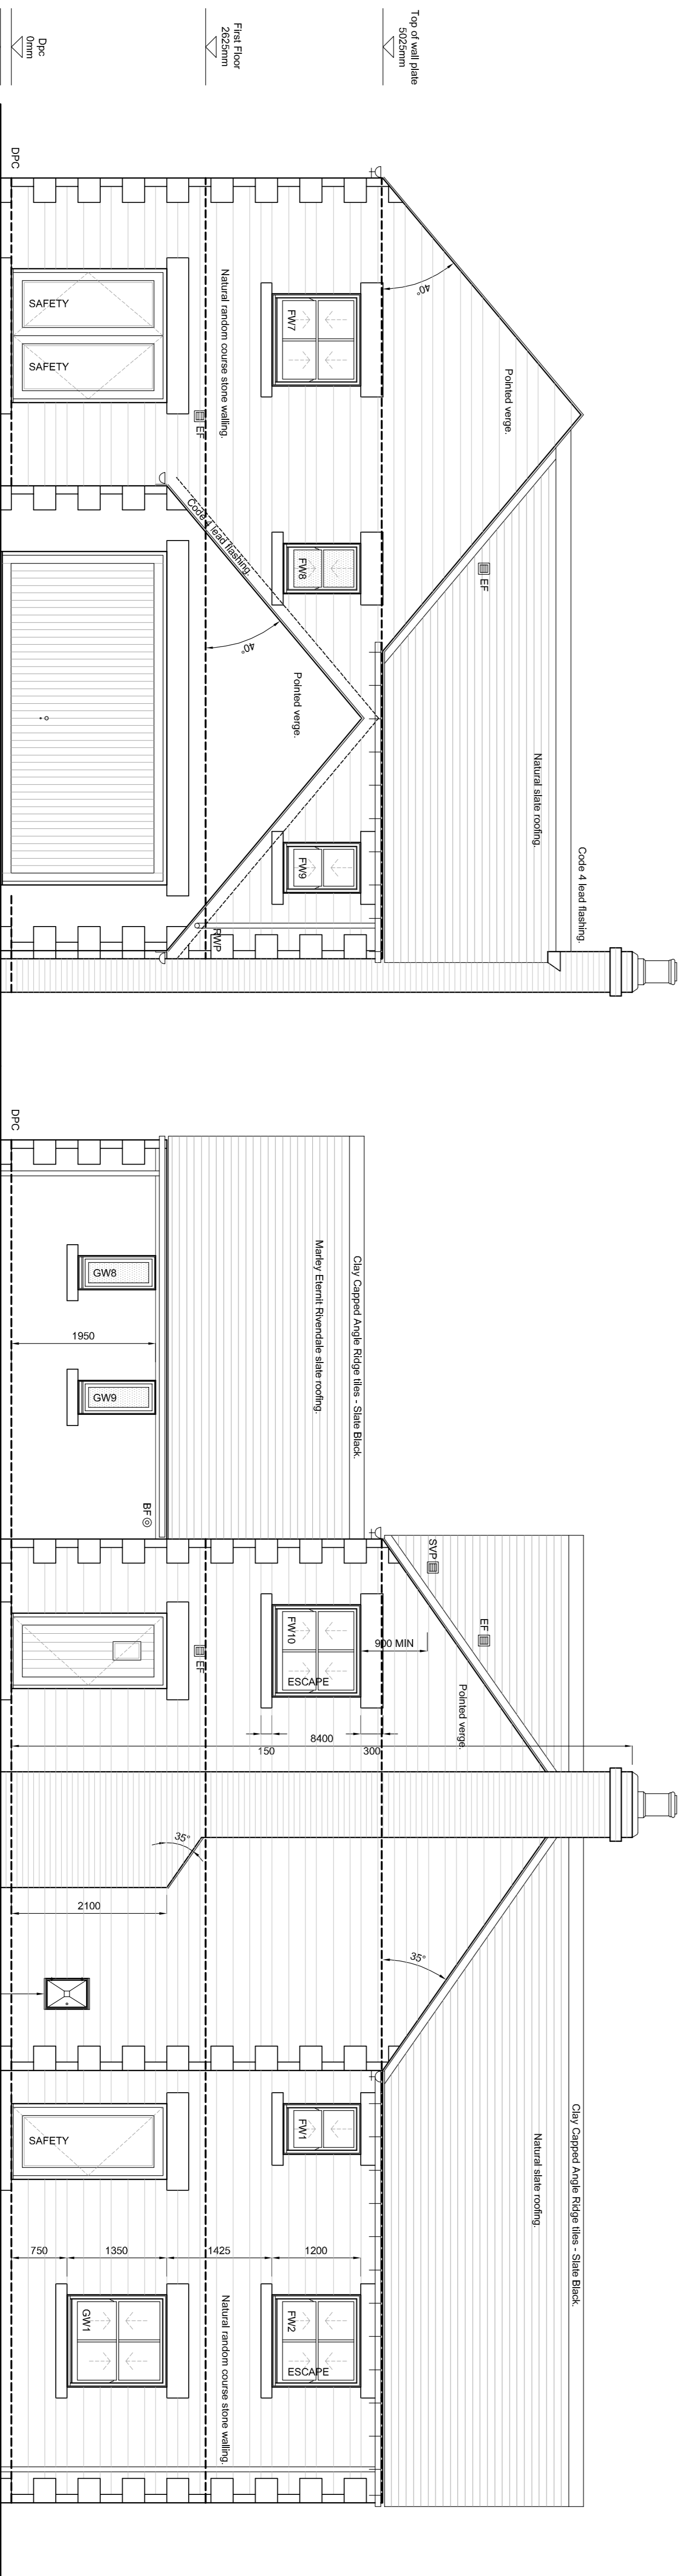 Top of wall plate
5025mm
First Floor
2625mm
Dpc
0mm
DPC
SAFETY
SAFETY
Natural random course stone walling.
EF
FW7
40°
Pointed verge.
Code 4 lead flashing.
FW8
EF
40°
Pointed verge.
Natural slate roofing.
Code 4 lead flashing.
FW9
RWP
DPC
GW8
1950
GW9
BF
Marley Eternit Rivendale slate roofing.
Clay Capped Angle Ridge tiles - Slate Black.
SVP
EF
EF
FW10
ESCAPE
900 MIN
Pointed verge.
150
8400
300
35°
2100
35°
SAFETY
FW1
Natural slate roofing.
Clay Capped Angle Ridge tiles - Slate Black.
750
1350
1425
1200
GW1
FW2
ESCAPE
Natural random course stone walling.